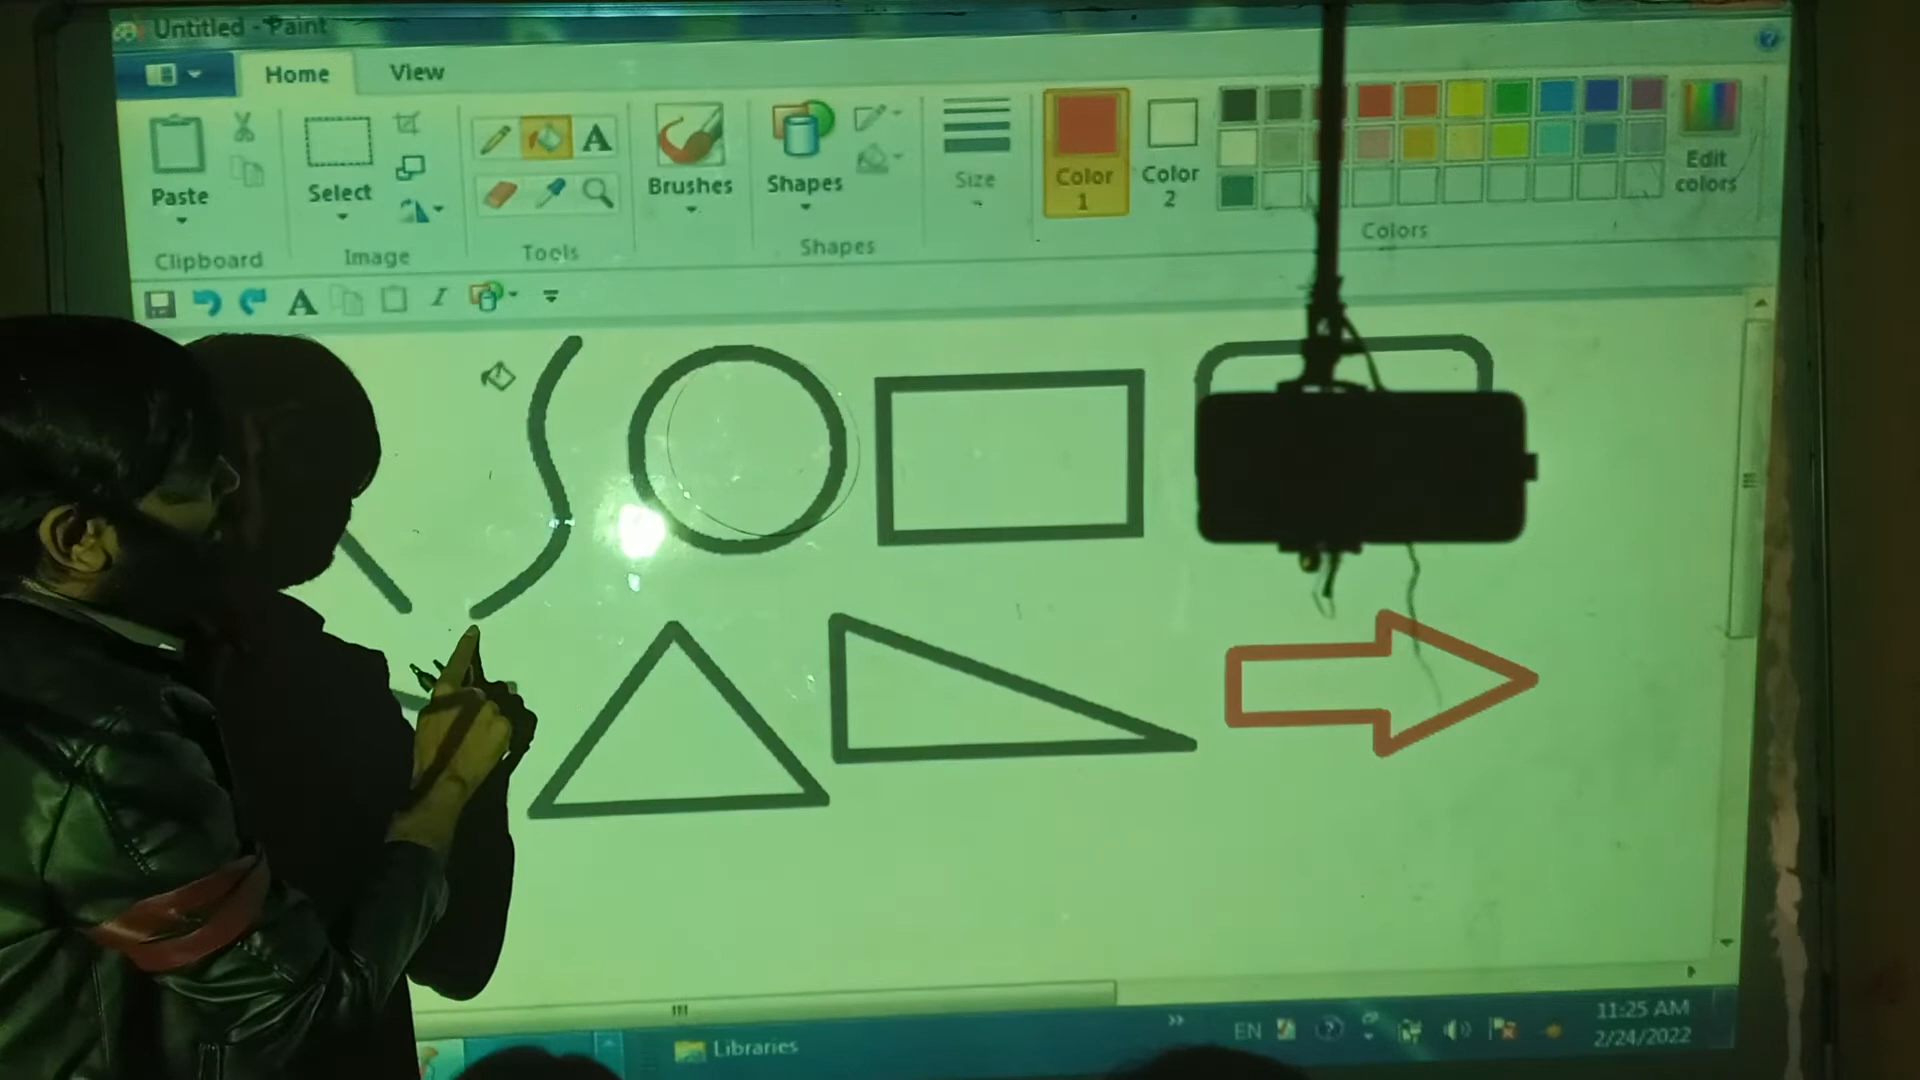 Untitled - Paint
Home View
Paste
Select
A
Brushes
Shapes
Size
Color 1
Color 2
Edit colors
Clipboard
Image
Tools
Shapes
Colors
A I
Libraries
EN
11:25 AM
2/24/2022